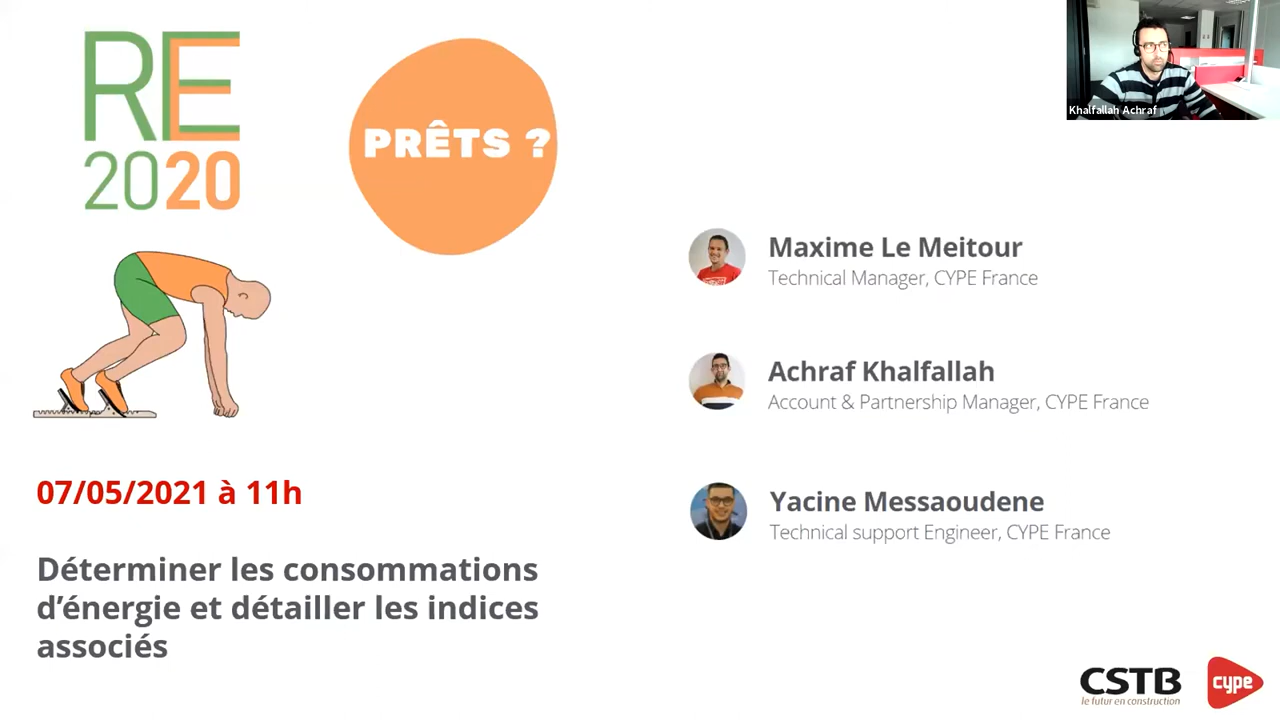 RE
2020
PRÊTS ?
Khalfallah Achraf
Maxime Le Meitour
Technical Manager, CYPE France
Achraf Khalfallah
Account & Partnership Manager, CYPE France
Yacine Messaoudene
Technical support Engineer, CYPE France
07/05/2021 à 11h
Déterminer les consommations
d’énergie et détailler les indices
associés
CSTB
le futur en construction
cype